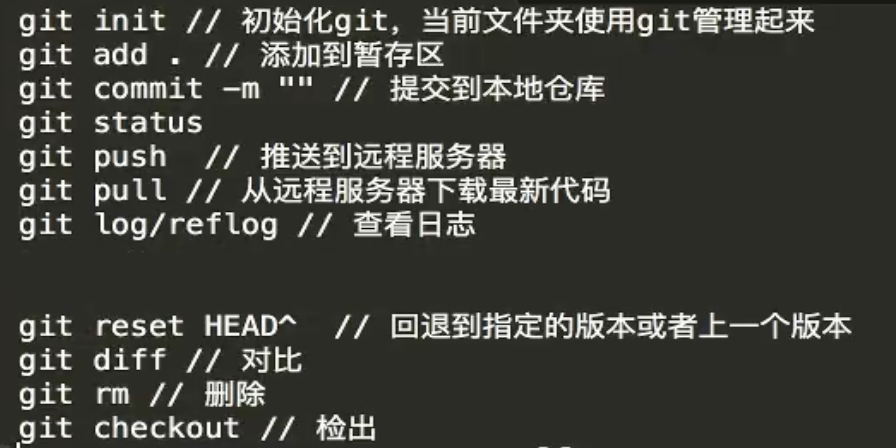 git init // 初始化git，当前文件夹使用git管理起来
git add . // 添加到暂存区
git commit -m "" // 提交到本地仓库
git status
git push  // 推送到远程服务器
git pull // 从远程服务器下载最新代码
git log/reflog // 查看日志
git reset HEAD^  // 回退到指定的版本或者上一个版本
git diff // 对比
git rm // 删除
git checkout // 检出